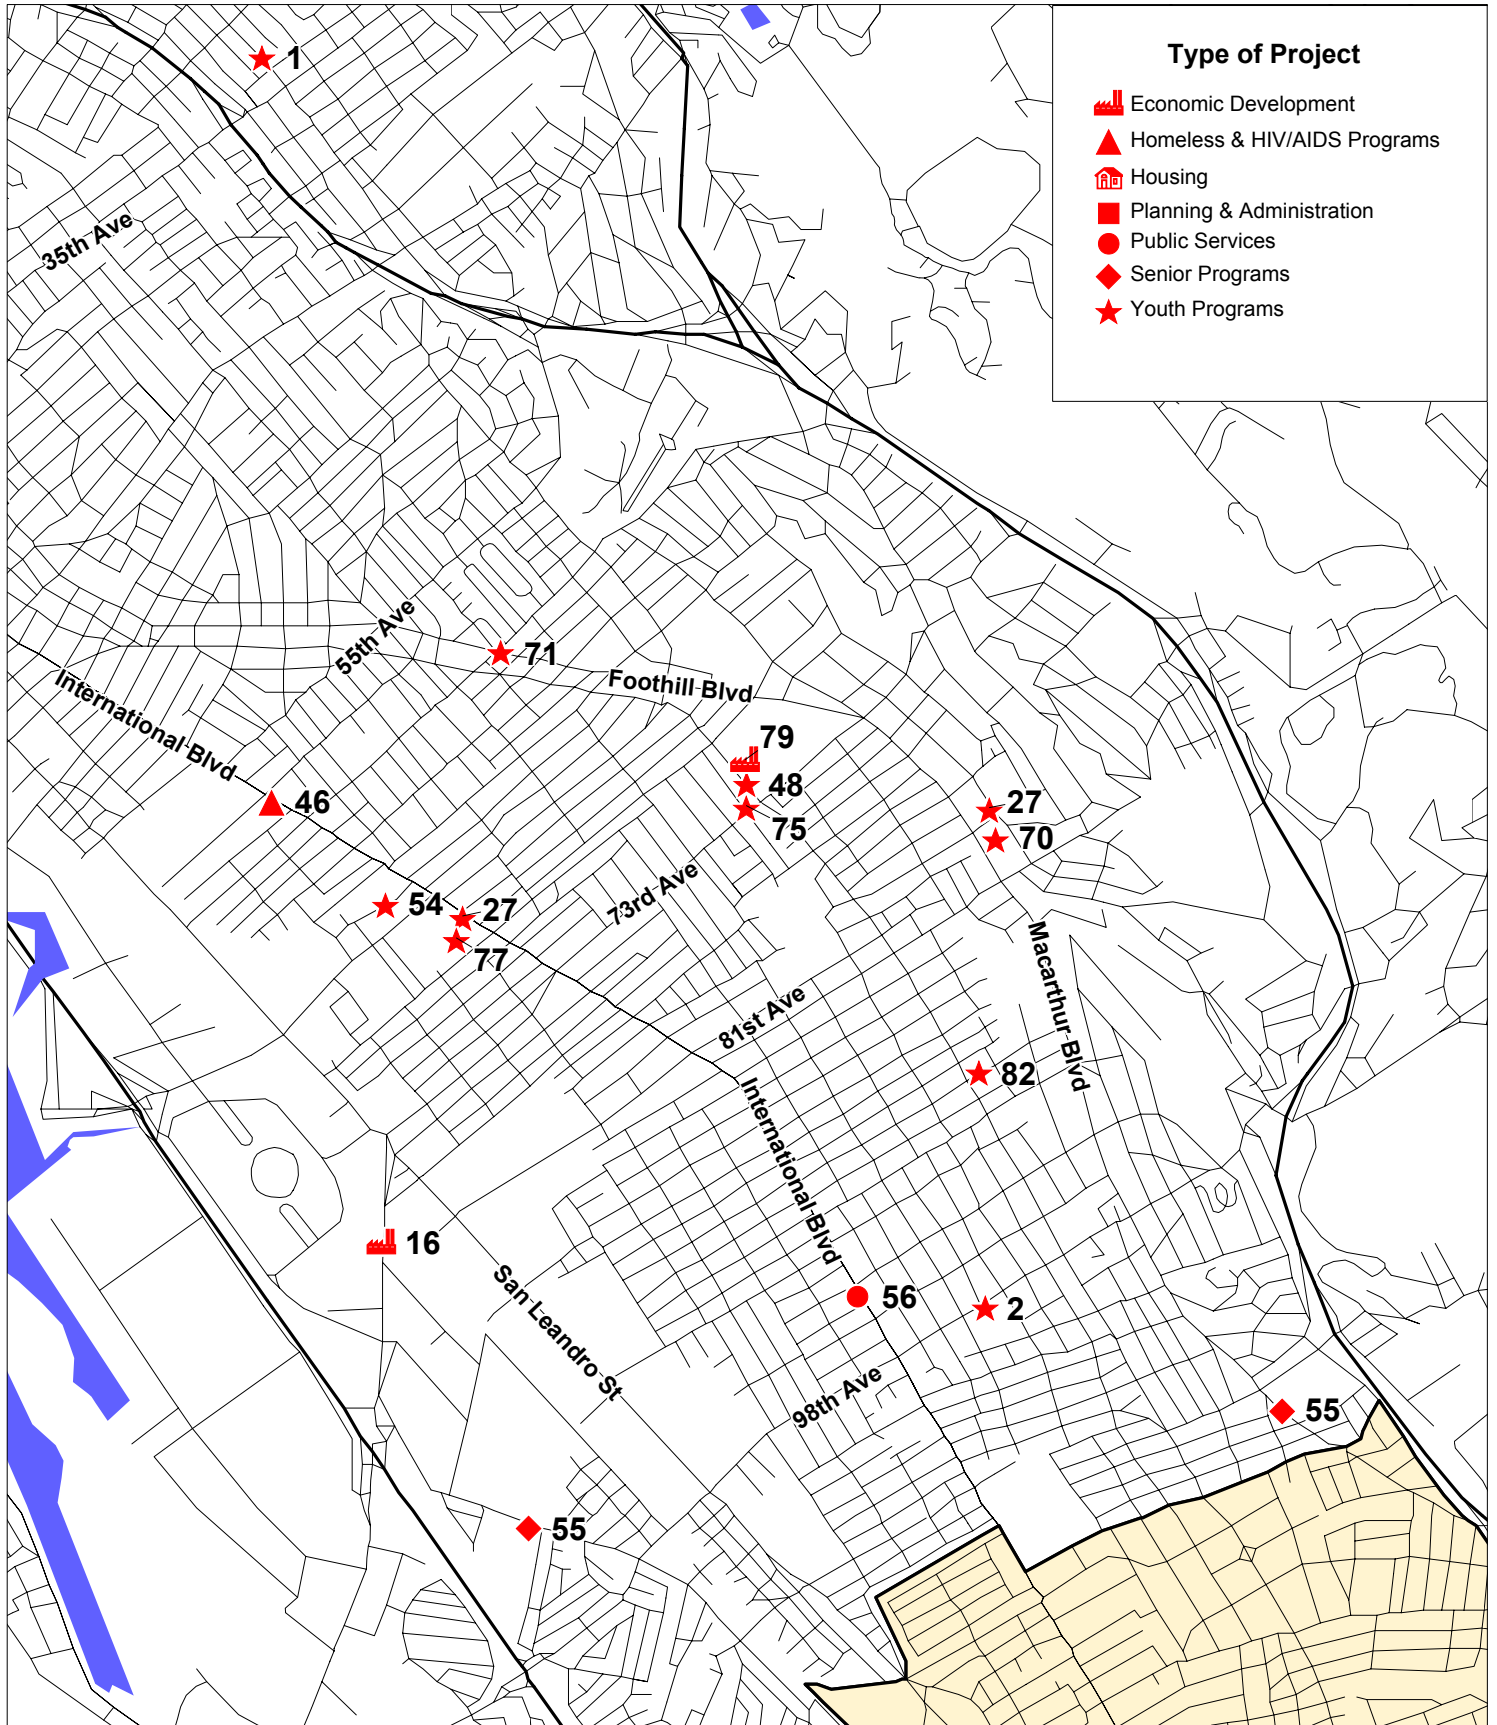 Type of Project
Economic Development
Homeless & HIV/AIDS Programs
Housing
Planning & Administration
Public Services
Senior Programs
Youth Programs
1
35th Ave
55th Ave
71
Foothill Blvd
International Blvd
79
48
75
46
27
70
73rd Ave
54
27
77
Macarthur Blvd
81st Ave
82
International Blvd
16
San Leandro St
56
2
98th Ave
55
55